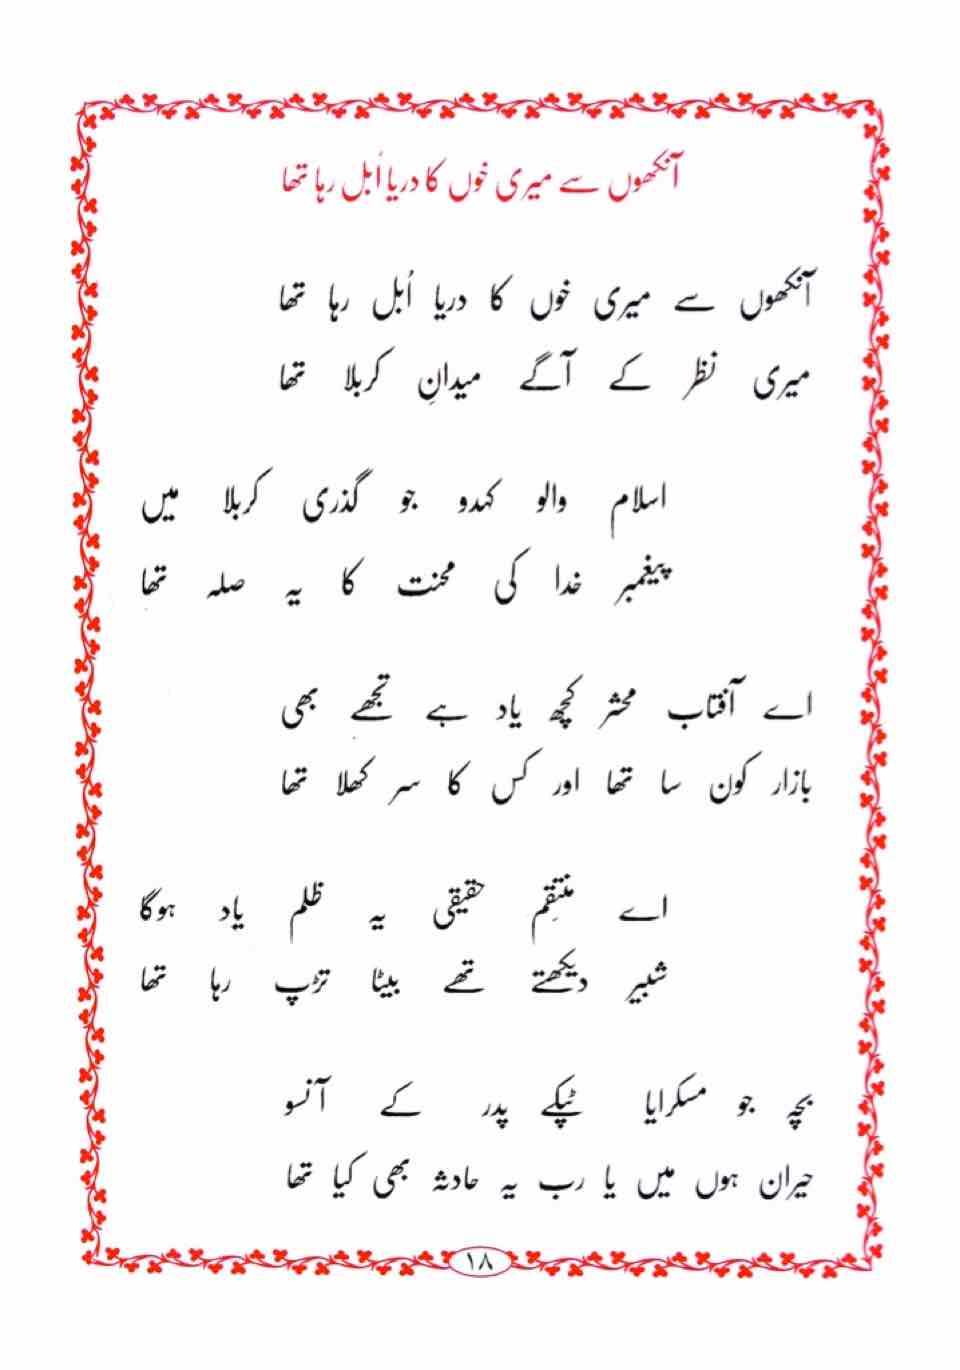 آنکھوں سے میری خوں کا دریا اُبل رہا تھا
آنکھوں سے میری خوں کا دریا اُبل رہا تھا
میری نظر کے آگے میدانِ کربلا تھا
اسلام والو کہدو جو گذری کربلا میں
پیغمبر خدا کی محنت کا یہ صلہ تھا
اے آفتاب محشر کچھ یاد ہے تجھے بھی
بازار کون سا تھا اور کس کا سر کھلا تھا
اے منتقِم حقیقی یہ ظلم یاد ہوگا
شبیر دیکھتے تھے بیٹا تڑپ رہا تھا
بچہ جو مسکرایا ٹپکے پدر کے آنسو
حیران ہوں میں یا رب یہ حادثہ بھی کیا تھا
۱۸